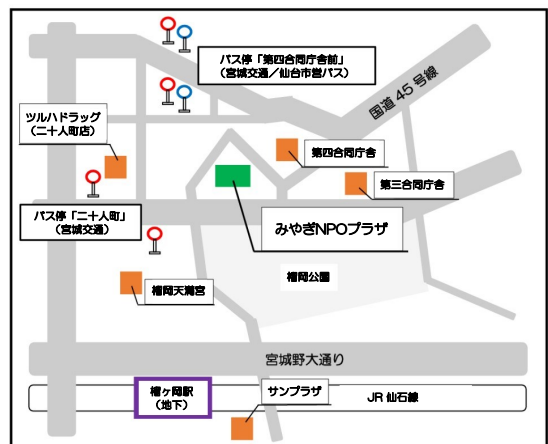 バス停「第四合同庁舎前」
(宮城交通/仙台市営バス)
国道45号線
ツルハドラッグ
(二十人町店)
第四合同庁舎
第三合同庁舎
バス停「二十人町」
(宮城交通)
みやぎNPOプラザ
榴岡公園
榴岡天満宮
宮城野大通り
榴ヶ岡駅
(地下)
サンプラザ
JR 仙石線